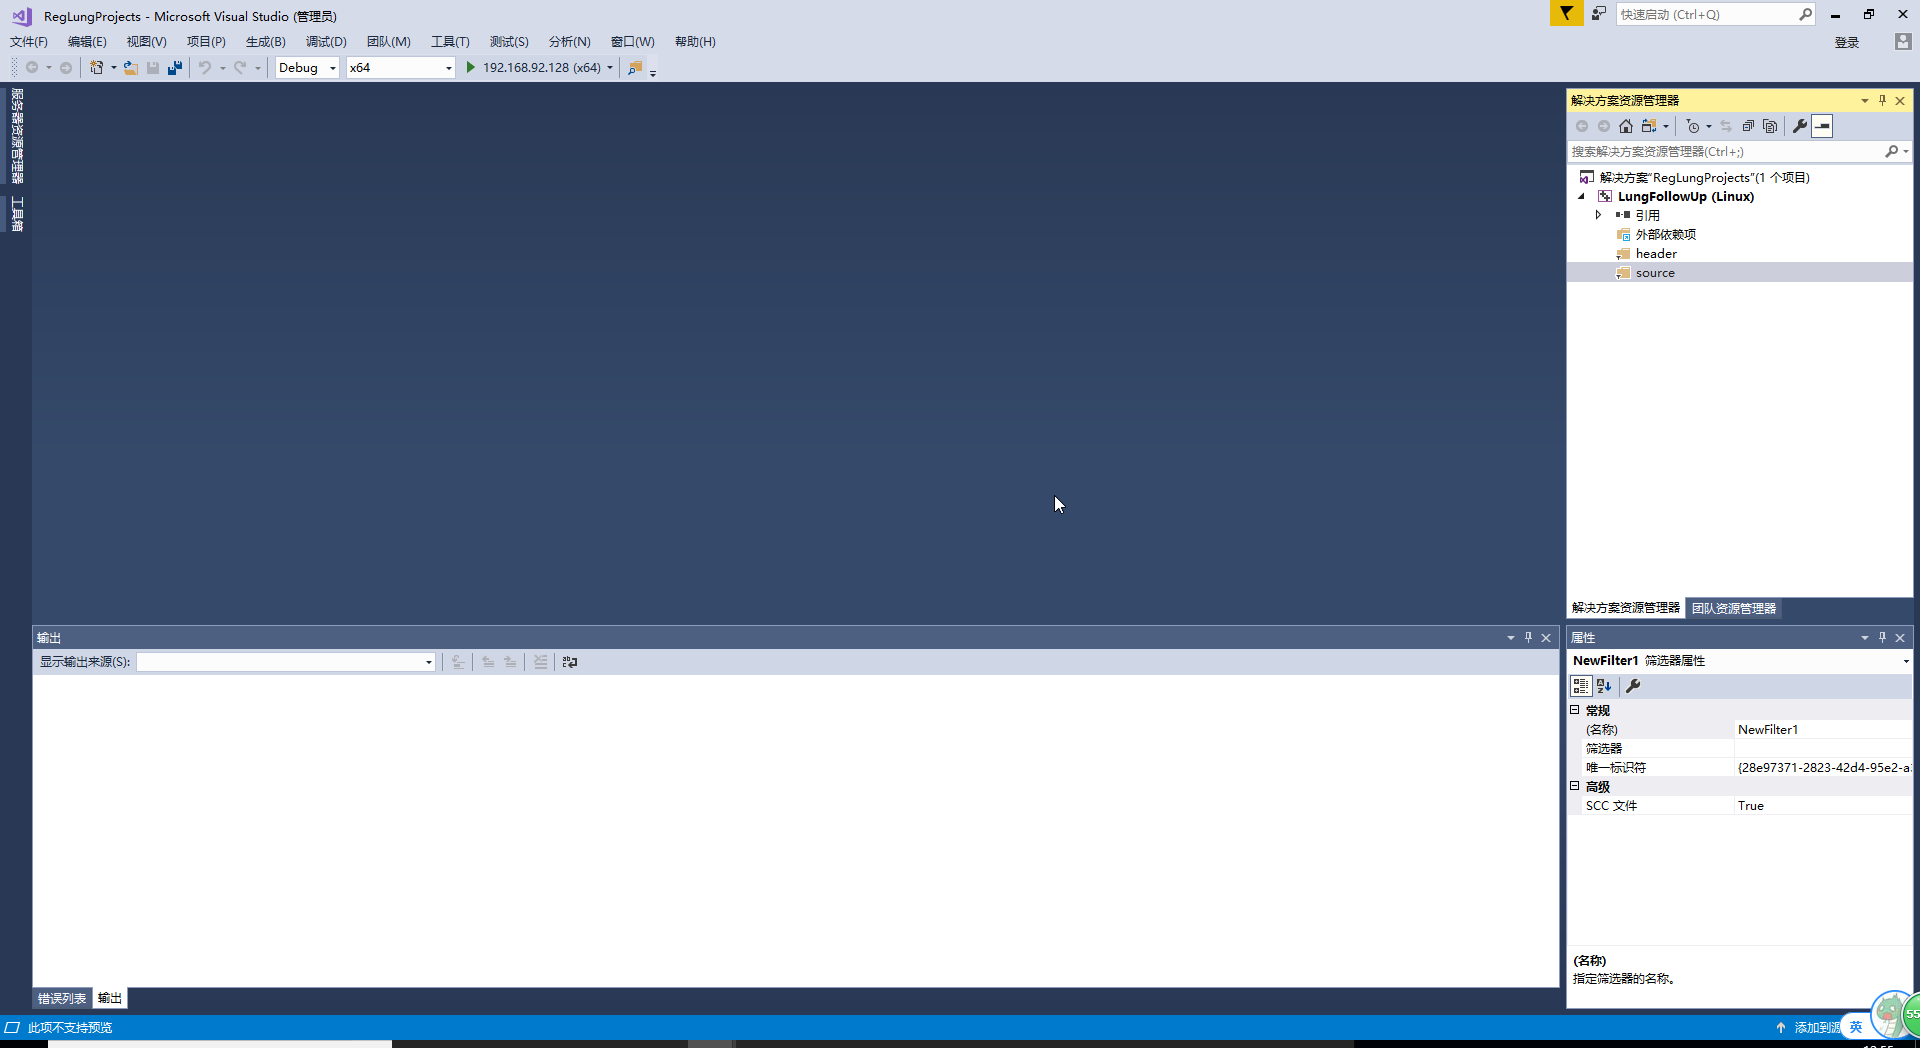 RegLungProjects - Microsoft Visual Studio (管理员)
快速启动 (Ctrl+Q)
文件(F) 编辑(E) 视图(V) 项目(P) 生成(B) 调试(D) 团队(M) 工具(T) 测试(S) 分析(N) 窗口(W) 帮助(H)
登录
Debug x64 192.168.92.128 (x64)
服务器资源管理器
工具箱
解决方案资源管理器
搜索解决方案资源管理器(Ctrl+;)
解决方案"RegLungProjects"(1 个项目)
LungFollowUp (Linux)
引用
外部依赖项
header
source
解决方案资源管理器 团队资源管理器
输出
显示输出来源(S):
错误列表 输出
属性
NewFilter1 筛选器属性
常规
(名称) NewFilter1
筛选器
唯一标识符 {28e97371-2823-42d4-95e2-a
高级
SCC 文件 True
(名称)
指定筛选器的名称。
此项不支持预览
添加到源
英
55